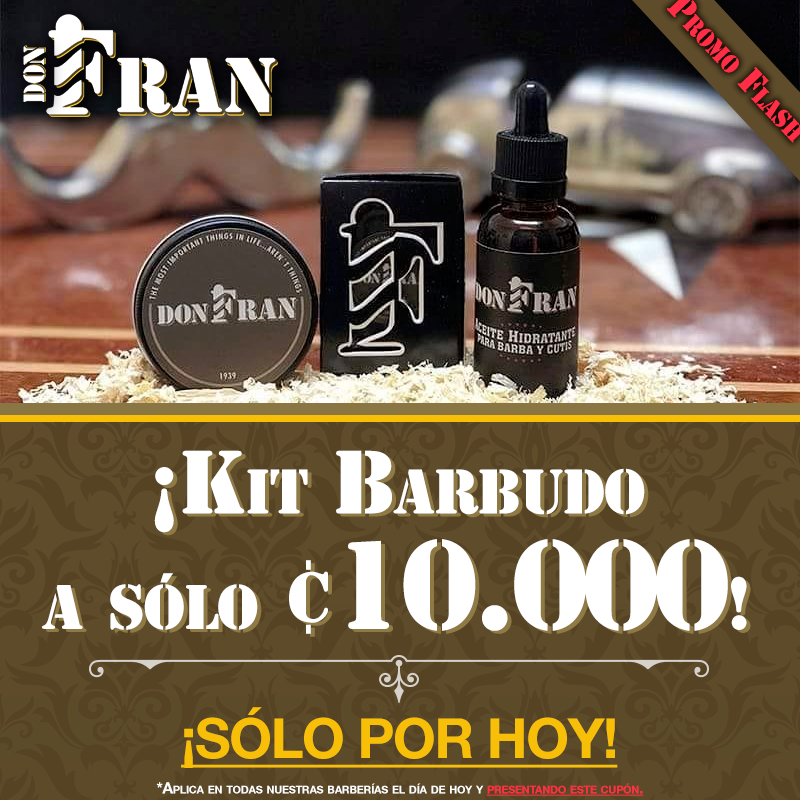 DON FRAN
PROMO FLASH
THE MOST IMPORTANT THINGS IN LIFE...AREN'T THINGS
DON FRAN
1939
DON FRAN
DON FRAN
ACEITE HIDRATANTE
PARA BARBA Y CUTIS
¡KIT BARBUDO
A SÓLO ₡10.000!
¡SÓLO POR HOY!
*APLICA EN TODAS NUESTRAS BARBERÍAS EL DÍA DE HOY Y PRESENTANDO ESTE CUPÓN.